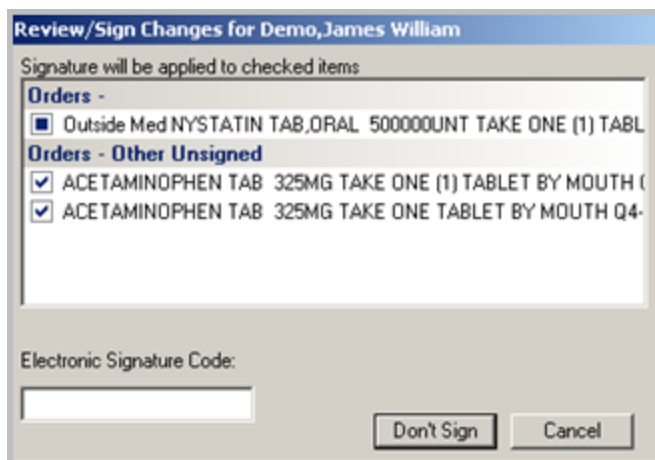 Review/Sign Changes for Demo,James William
Signature will be applied to checked items
Orders -
Outside Med NYSTATIN TAB,ORAL 500000UNT TAKE ONE (1) TABL
Orders - Other Unsigned
ACETAMINOPHEN TAB 325MG TAKE ONE (1) TABLET BY MOUTH (
ACETAMINOPHEN TAB 325MG TAKE ONE TABLET BY MOUTH Q4-
Electronic Signature Code:
Don't Sign Cancel